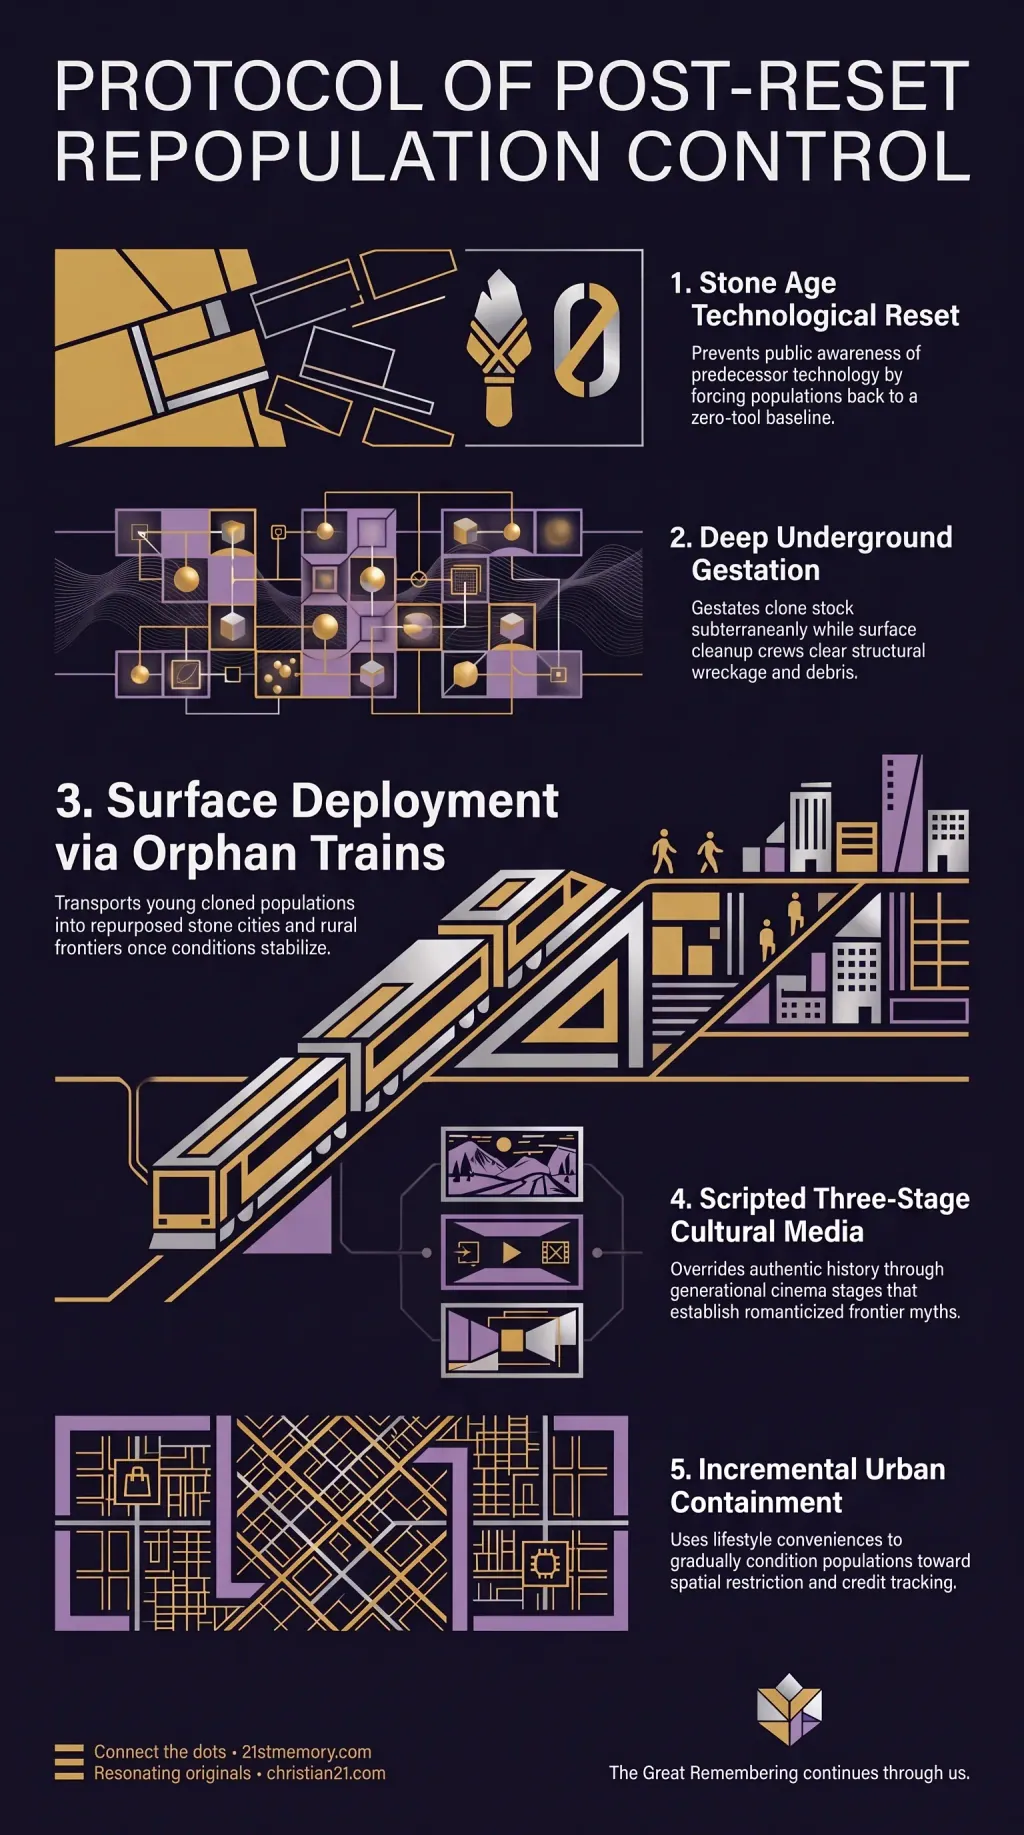 PROTOCOL OF POST-RESET
REPOPULATION CONTROL
1. Stone Age
Technological Reset
Prevents public awareness of
predecessor technology by
forcing populations back to a
zero-tool baseline.
2. Deep Underground
Gestation
Gestates clone stock
subterraneanly while surface
cleanup crews clear structural
wreckage and debris.
3. Surface Deployment
via Orphan Trains
Transports young cloned populations
into repurposed stone cities and rural
frontiers once conditions stabilize.
4. Scripted Three-Stage
Cultural Media
Overrides authentic history through
generational cinema stages that
establish romanticized frontier myths.
5. Incremental Urban
Containment
Uses lifestyle conveniences to
gradually condition populations toward
spatial restriction and credit tracking.
Connect the dots • 21stmemory.com
Resonating originals • christian21.com
The Great Remembering continues through us.